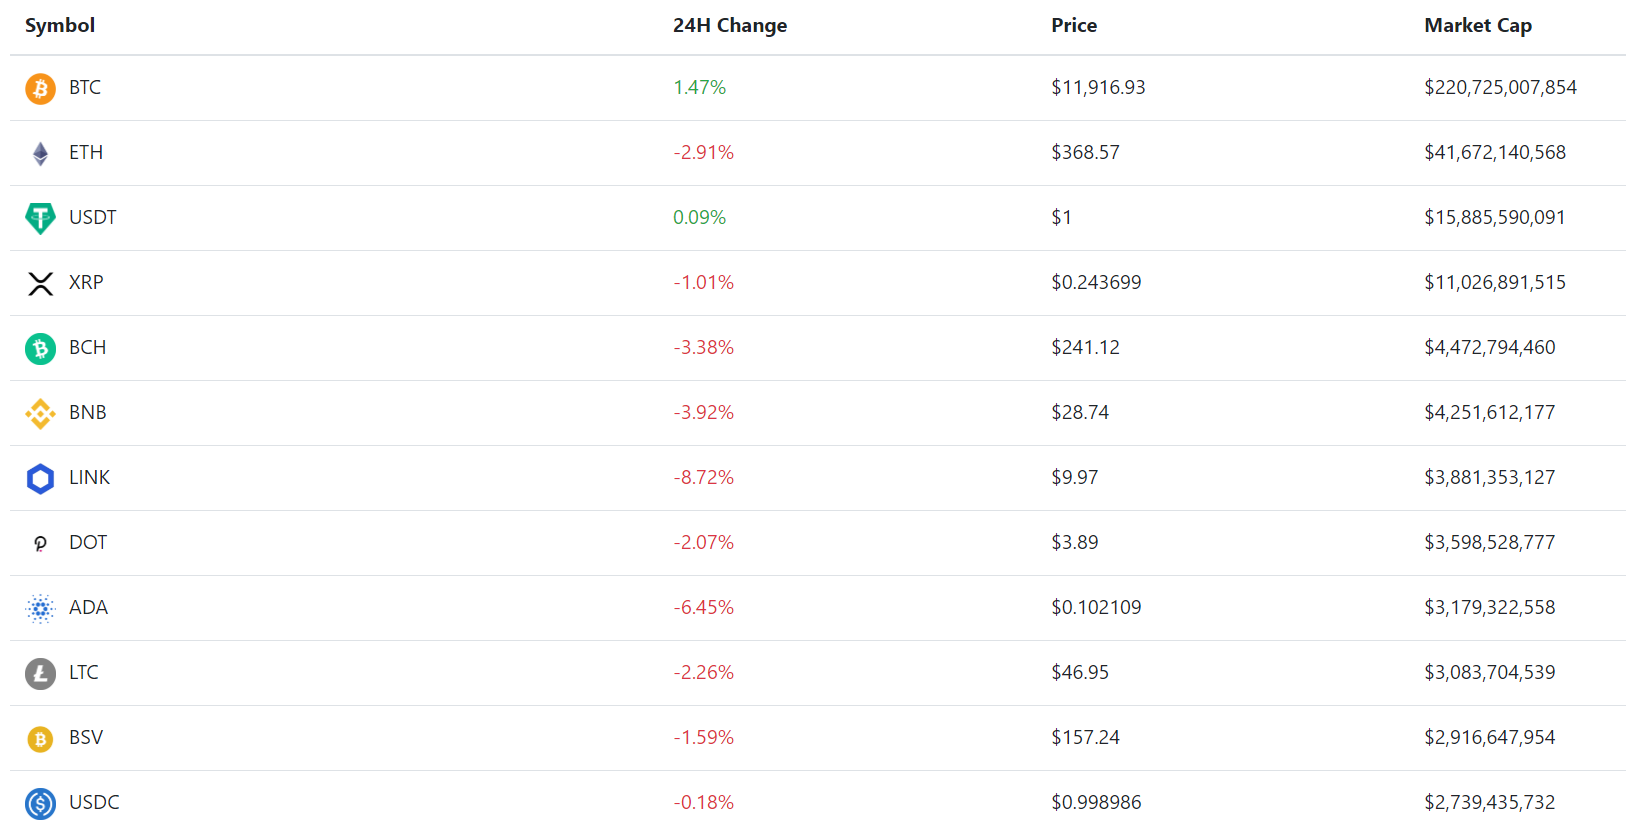 Symbol 24H Change Price Market Cap
BTC 1.47% $11,916.93 $220,725,007,854
ETH -2.91% $368.57 $41,672,140,568
USDT 0.09% $1 $15,885,590,091
XRP -1.01% $0.243699 $11,026,891,515
BCH -3.38% $241.12 $4,472,794,460
BNB -3.92% $28.74 $4,251,612,177
LINK -8.72% $9.97 $3,881,353,127
DOT -2.07% $3.89 $3,598,528,777
ADA -6.45% $0.102109 $3,179,322,558
LTC -2.26% $46.95 $3,083,704,539
BSV -1.59% $157.24 $2,916,647,954
USDC -0.18% $0.998986 $2,739,435,732